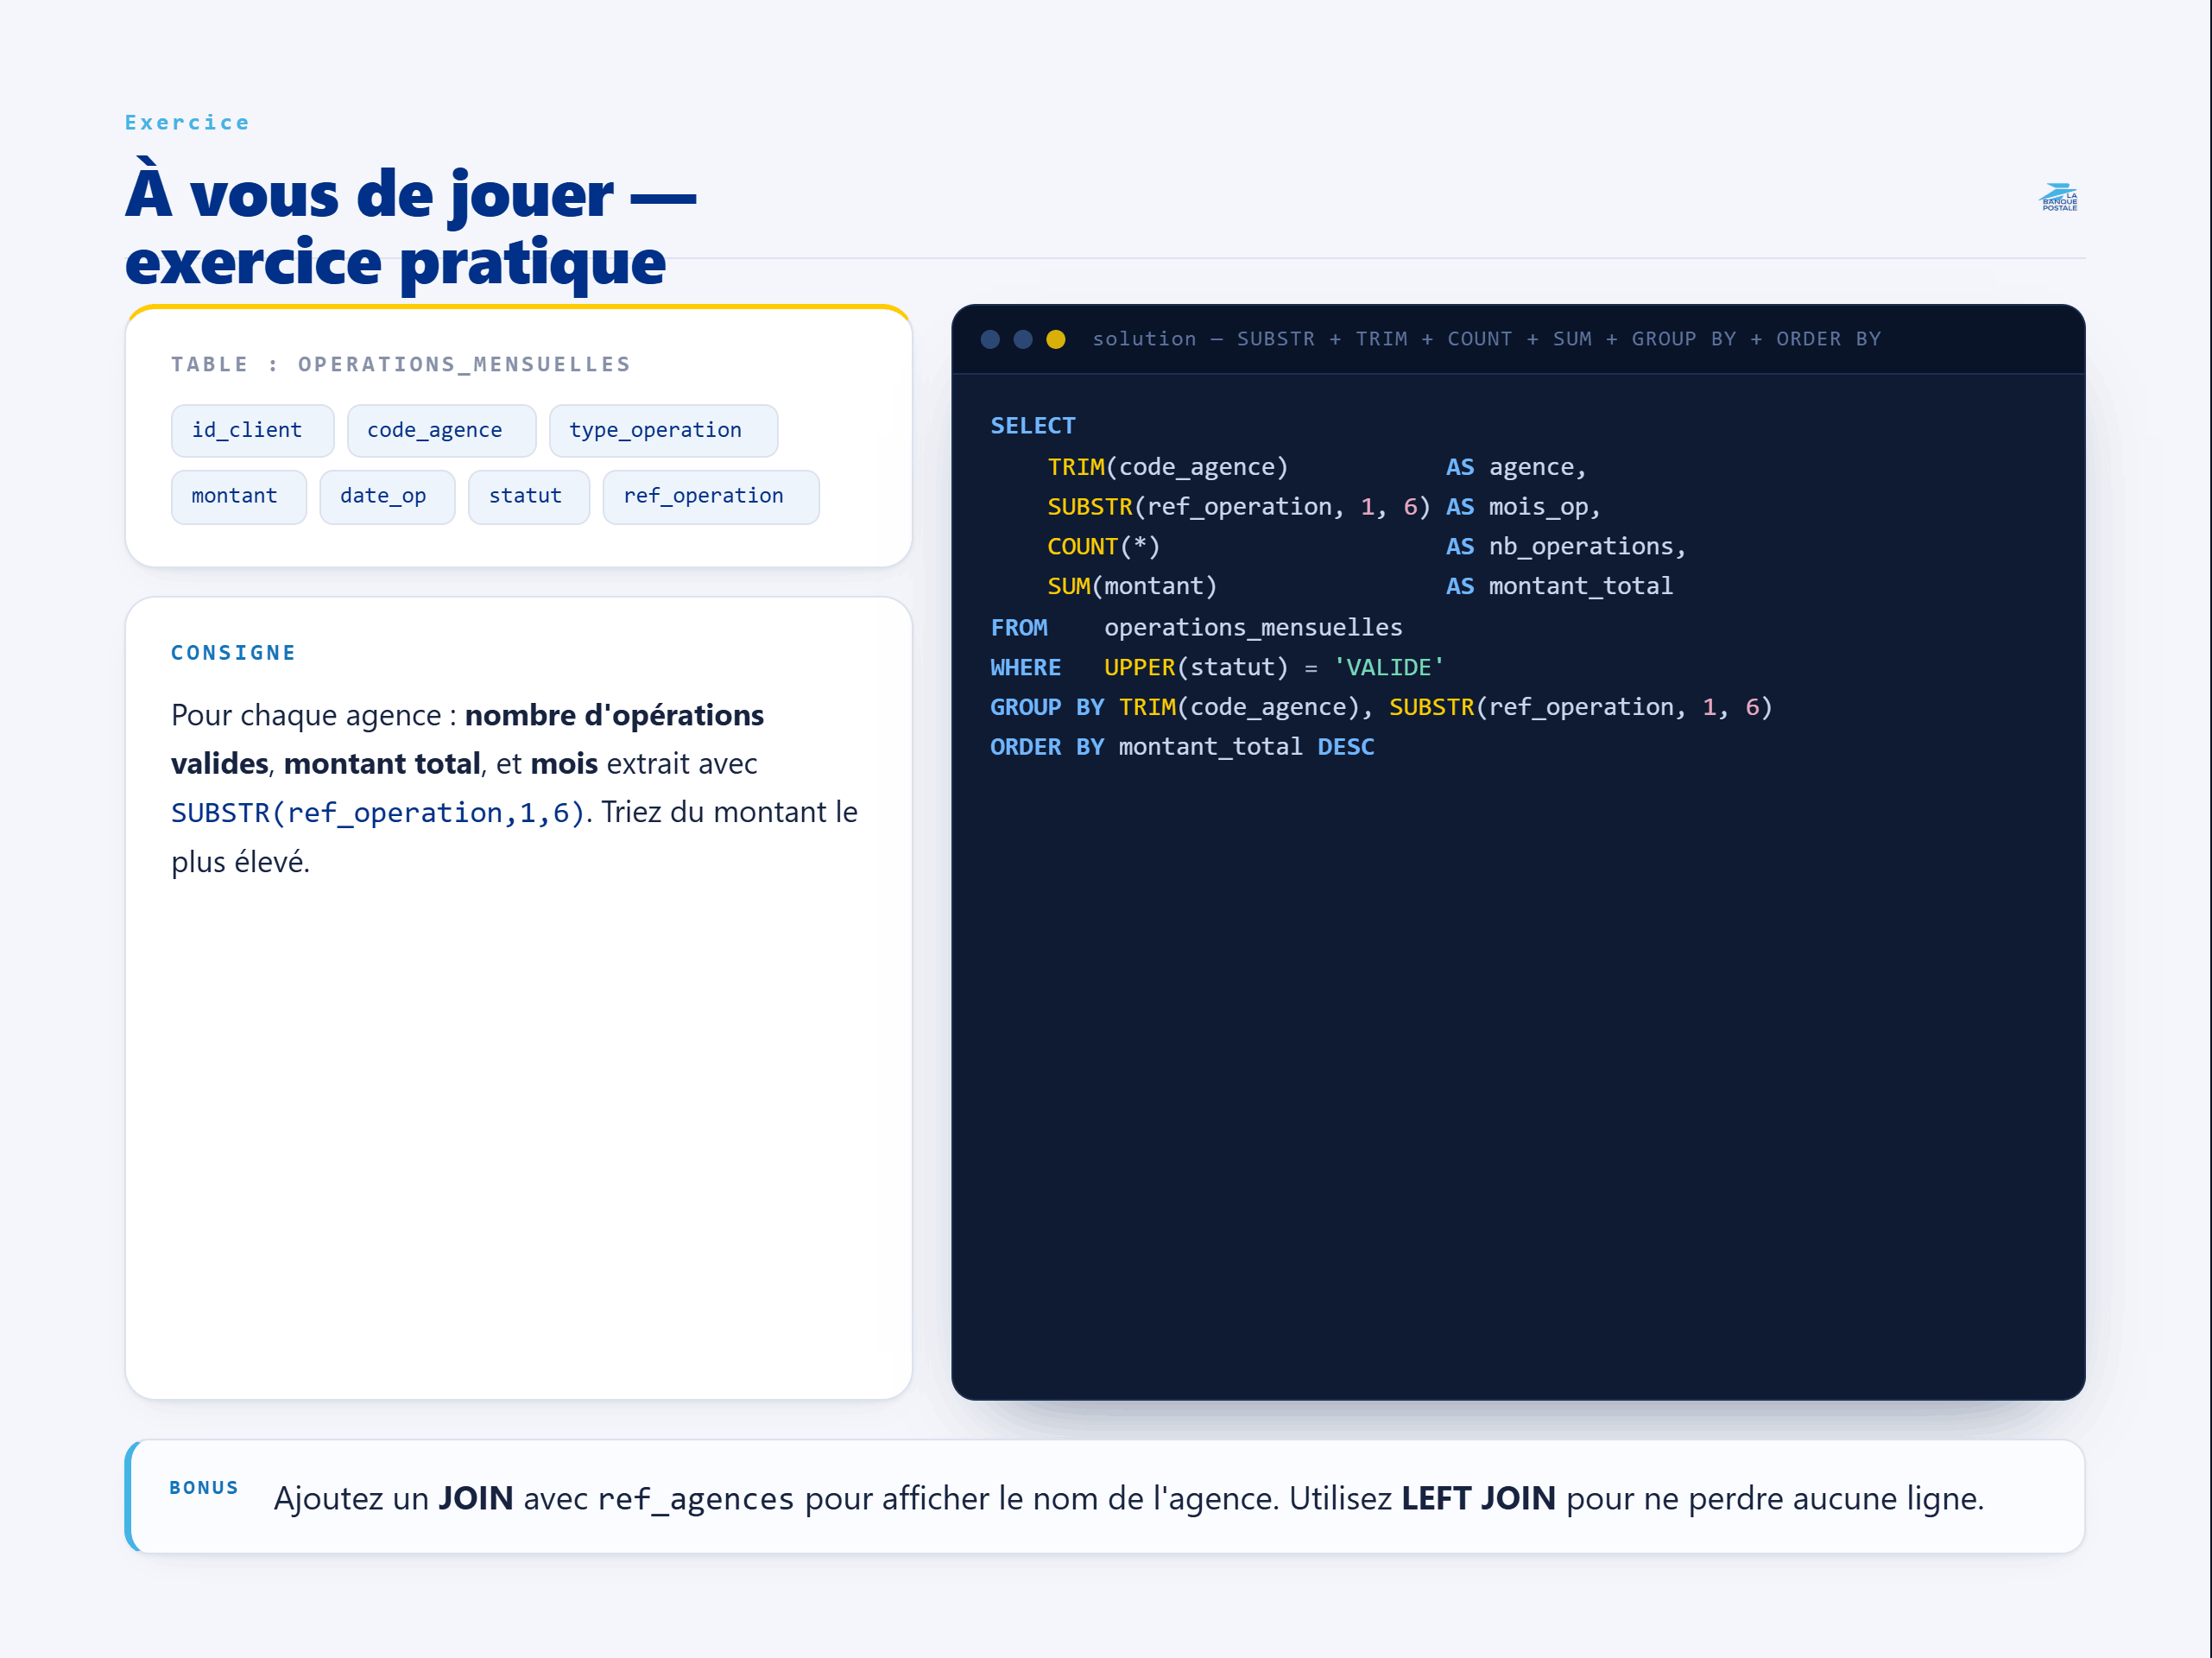 Exercice
À vous de jouer —
exercice pratique
LA
BANQUE
POSTALE
TABLE : OPERATIONS_MENSUELLES
id_client code_agence type_operation
montant date_op statut ref_operation
CONSIGNE
Pour chaque agence : nombre d'opérations
valides, montant total, et mois extrait avec
SUBSTR(ref_operation,1,6). Triez du montant le
plus élevé.
solution — SUBSTR + TRIM + COUNT + SUM + GROUP BY + ORDER BY
SELECT
    TRIM(code_agence)           AS agence,
    SUBSTR(ref_operation, 1, 6) AS mois_op,
    COUNT(*)                    AS nb_operations,
    SUM(montant)                AS montant_total
FROM    operations_mensuelles
WHERE   UPPER(statut) = 'VALIDE'
GROUP BY TRIM(code_agence), SUBSTR(ref_operation, 1, 6)
ORDER BY montant_total DESC
BONUS Ajoutez un JOIN avec ref_agences pour afficher le nom de l'agence. Utilisez LEFT JOIN pour ne perdre aucune ligne.